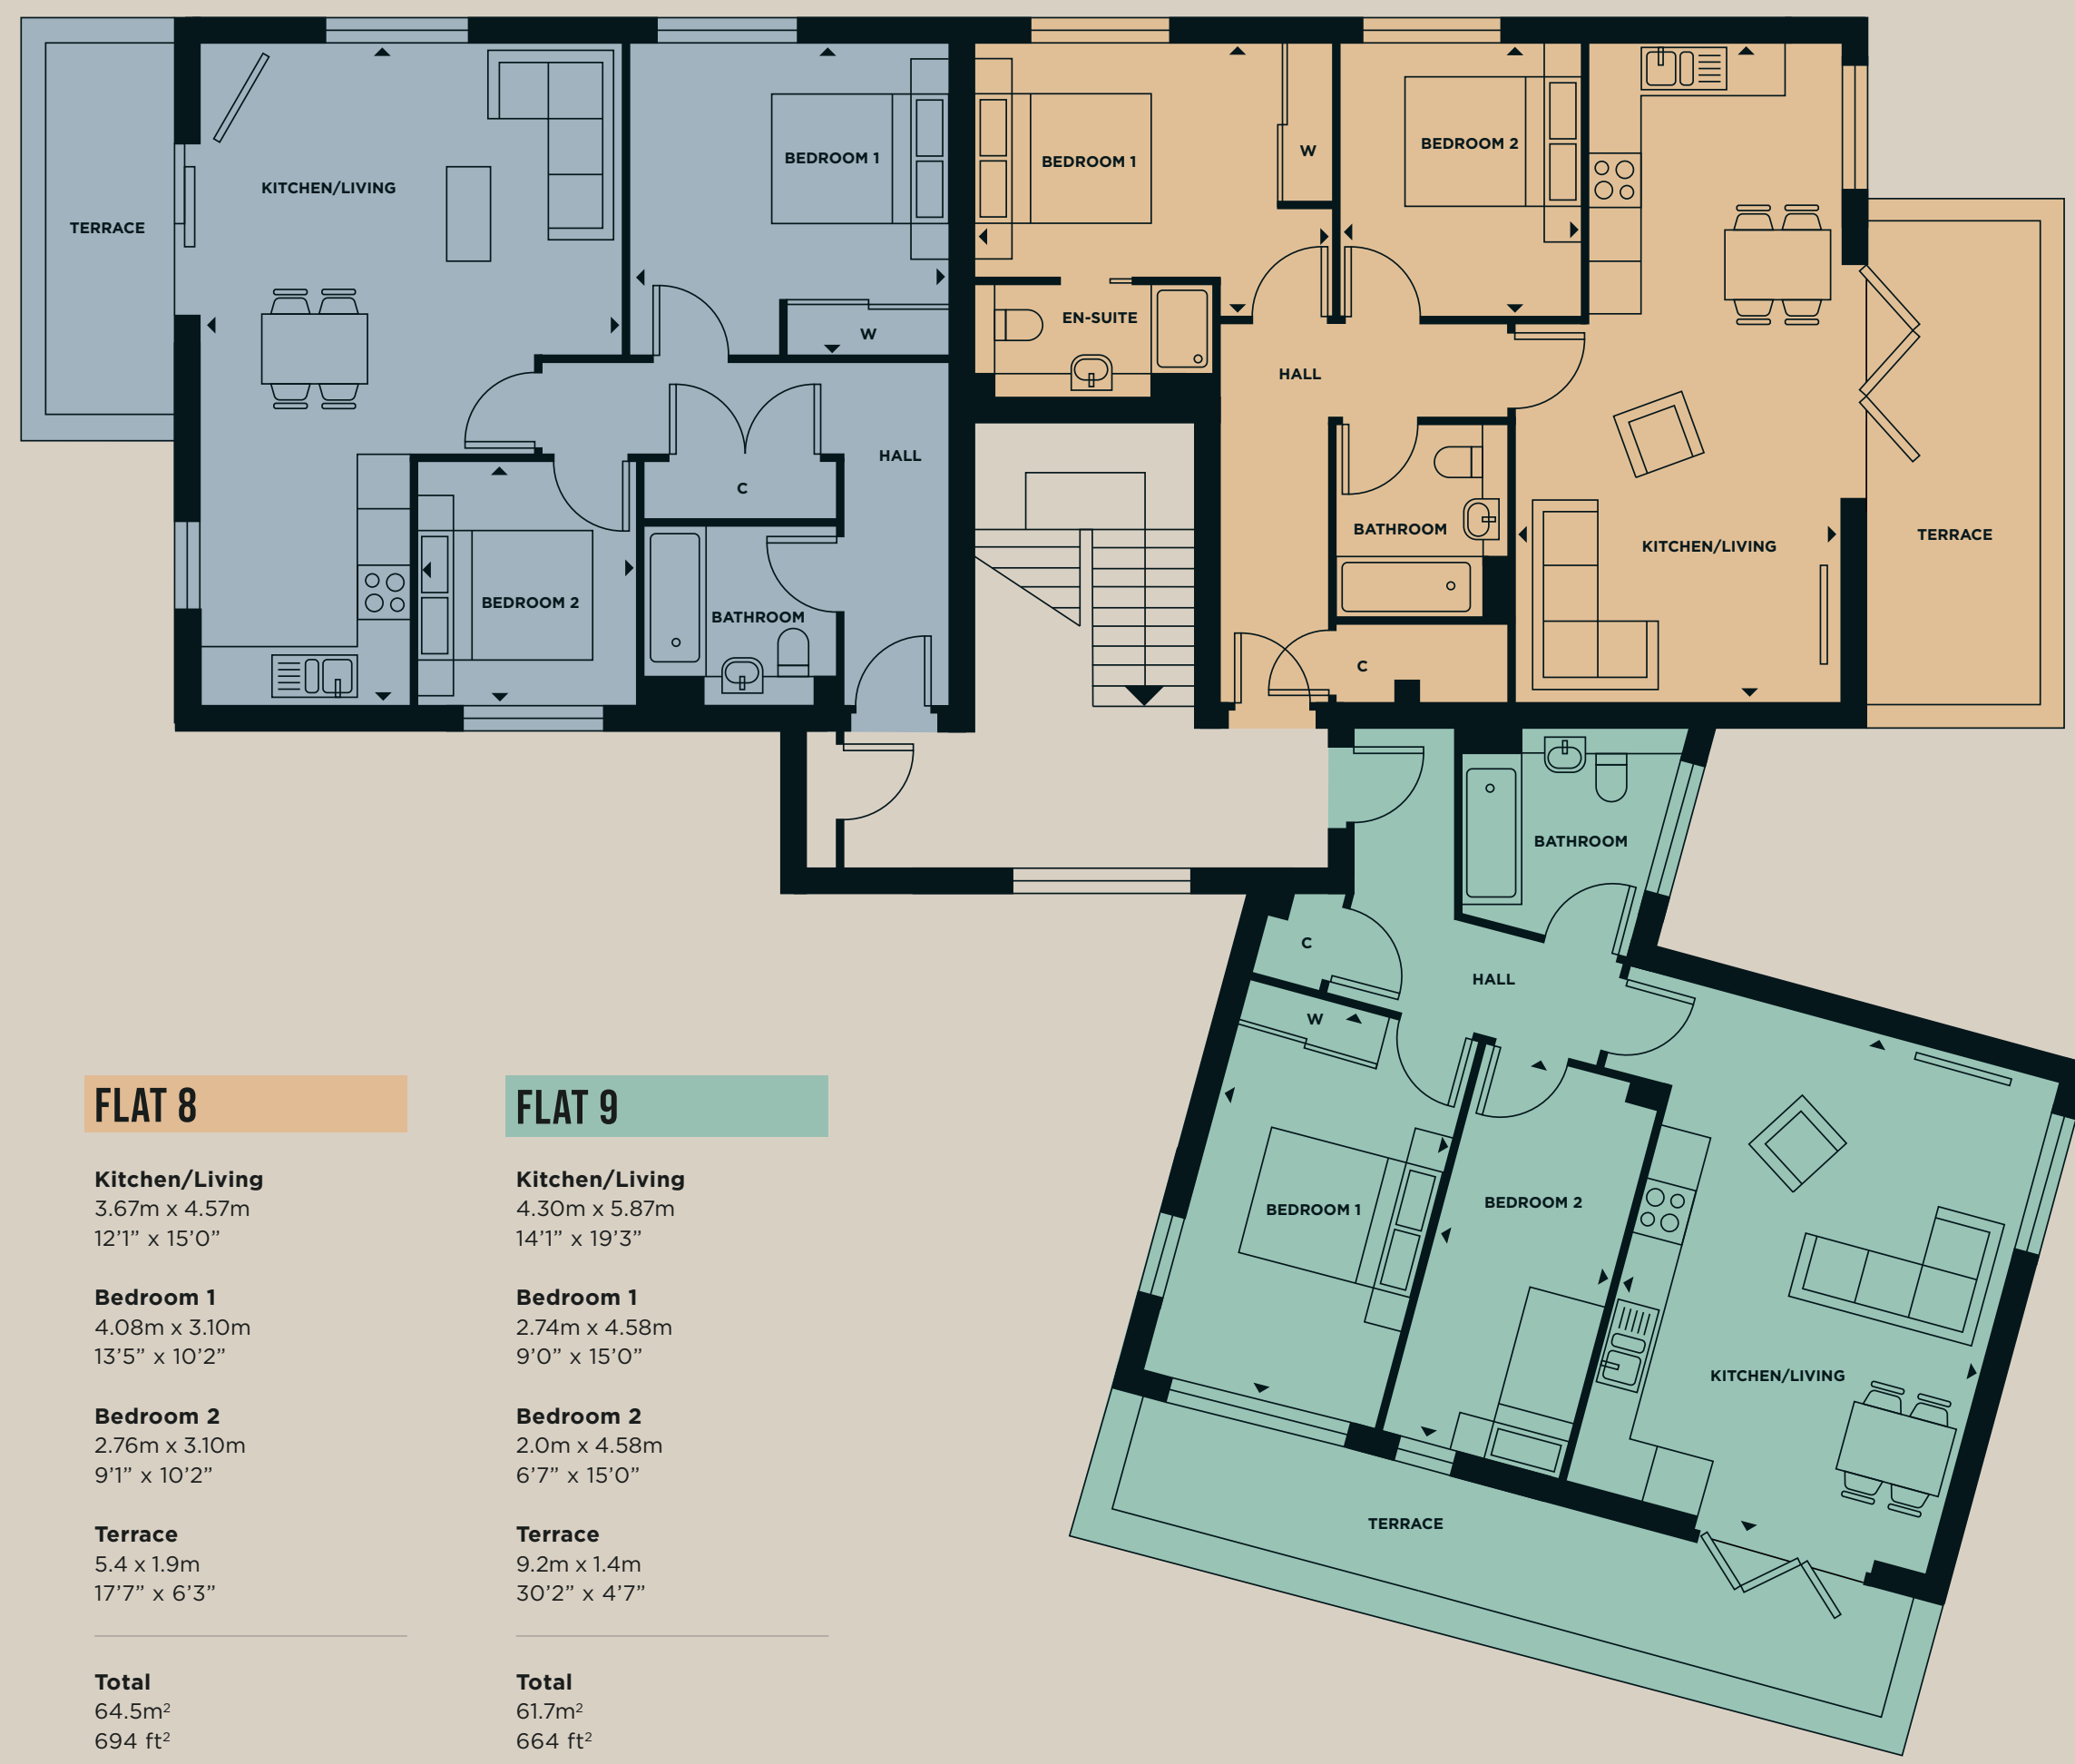 TERRACE
KITCHEN/LIVING
BEDROOM 1
W
HALL
C
BEDROOM 2
BATHROOM
BEDROOM 1
W
BEDROOM 2
EN-SUITE
HALL
BATHROOM
C
KITCHEN/LIVING
TERRACE
BATHROOM
C
HALL
W
BEDROOM 1
BEDROOM 2
KITCHEN/LIVING
TERRACE
FLAT 8
Kitchen/Living
3.67m x 4.57m
12’1” x 15’0”
Bedroom 1
4.08m x 3.10m
13’5” x 10’2”
Bedroom 2
2.76m x 3.10m
9’1” x 10’2”
Terrace
5.4 x 1.9m
17’7” x 6’3”
Total
64.5m²
694 ft²
FLAT 9
Kitchen/Living
4.30m x 5.87m
14’1” x 19’3”
Bedroom 1
2.74m x 4.58m
9’0” x 15’0”
Bedroom 2
2.0m x 4.58m
6’7” x 15’0”
Terrace
9.2m x 1.4m
30’2” x 4’7”
Total
61.7m²
664 ft²